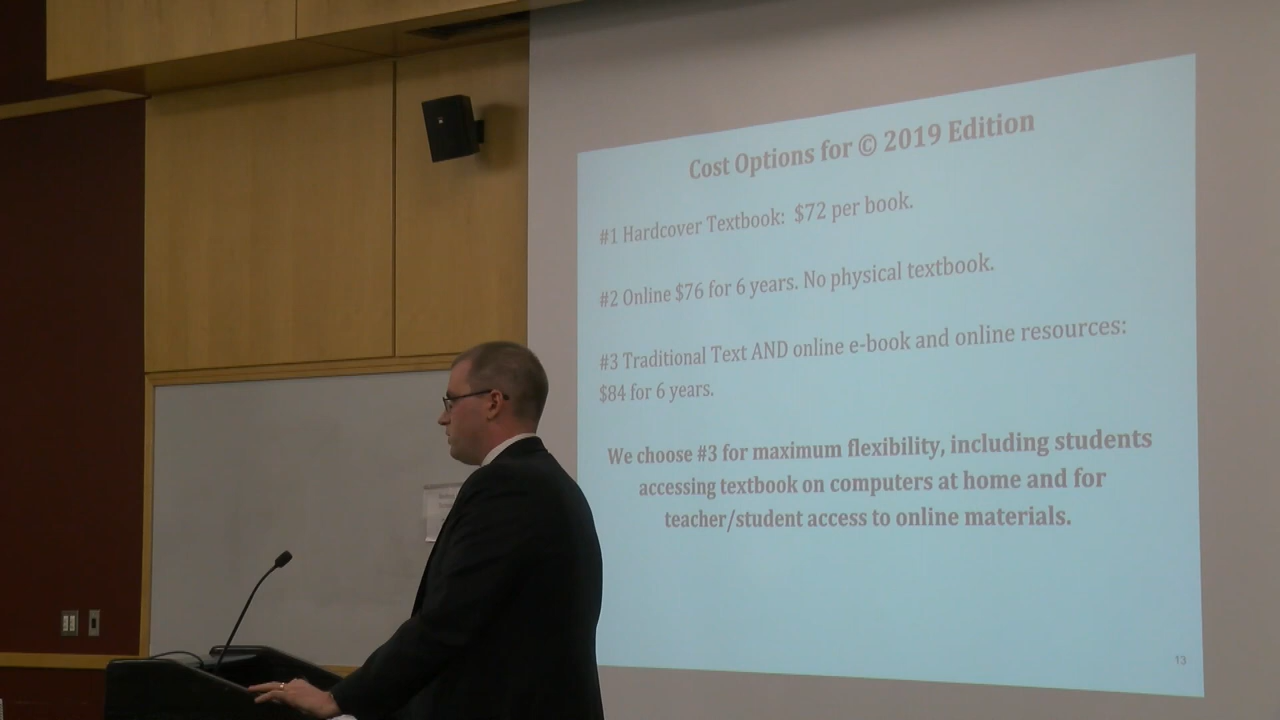 Cost Options for © 2019 Edition
#1 Hardcover Textbook: $72 per book.
#2 Online $76 for 6 years. No physical textbook.
#3 Traditional Text AND online e-book and online resources:
$84 for 6 years.
We choose #3 for maximum flexibility, including students
accessing textbook on computers at home and for
teacher/student access to online materials.
13